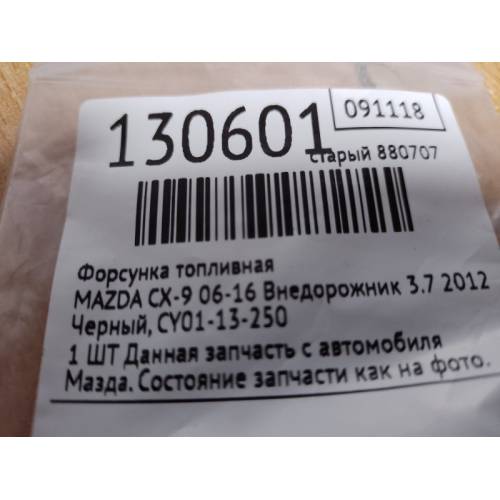 091118
130601
старый 880707
Форсунка топливная
MAZDA CX-9 06-16 Внедорожник 3.7 2012
Черный, CY01-13-250
1 ШТ Данная запчасть с автомобиля
Мазда. Состояние запчасти как на фото.